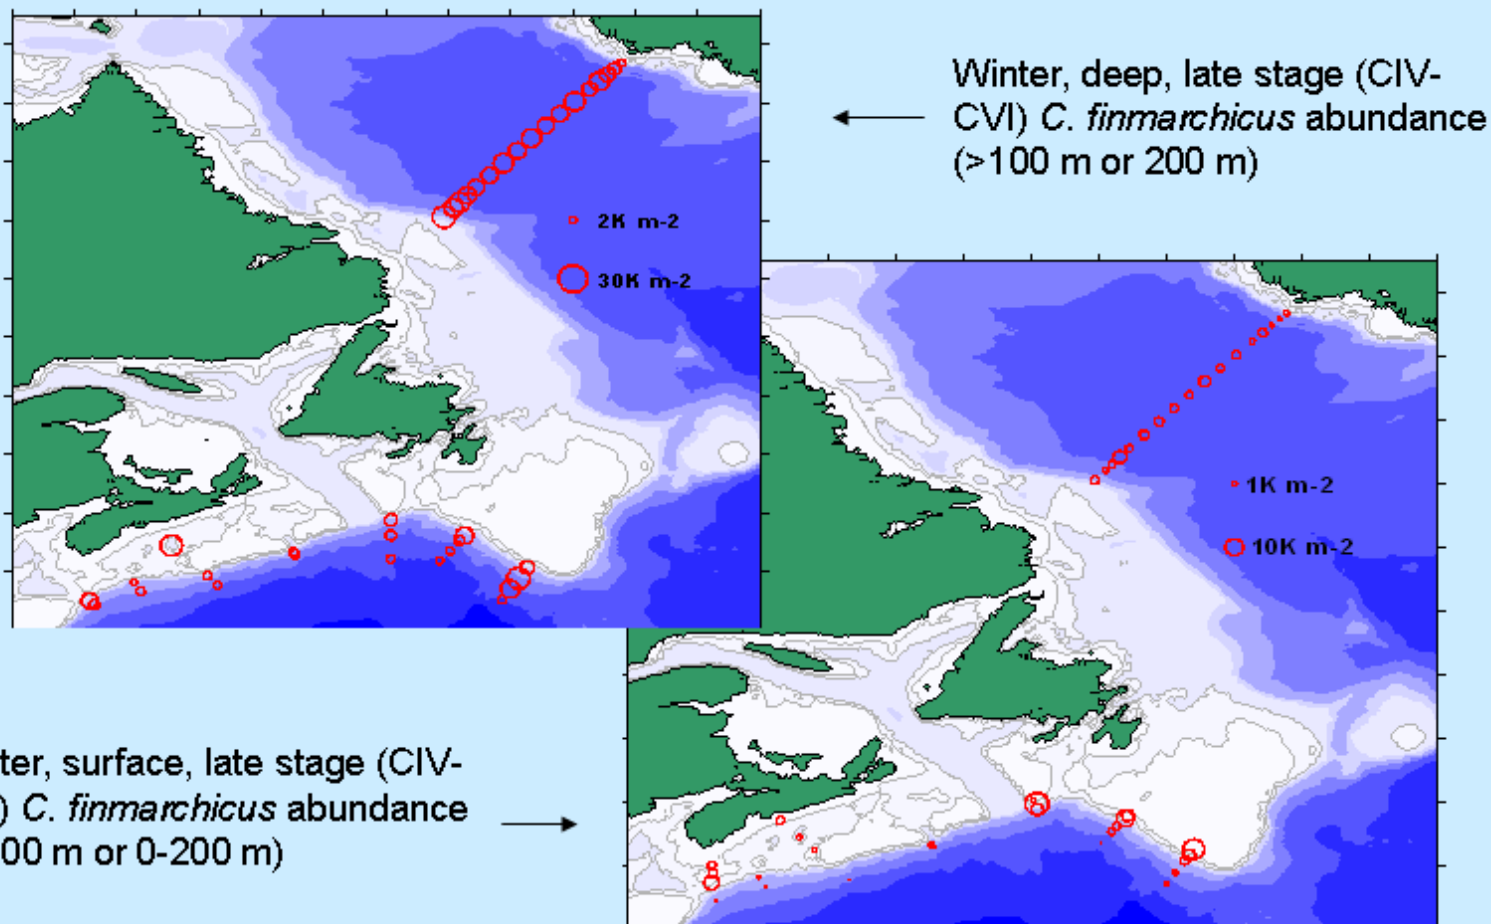 Winter, deep, late stage (CIV-
CVI) C. finmarchicus abundance
(>100 m or 200 m)
2K m-2
30K m-2
1K m-2
10K m-2
ter, surface, late stage (CIV-
) C. finmarchicus abundance
00 m or 0-200 m)